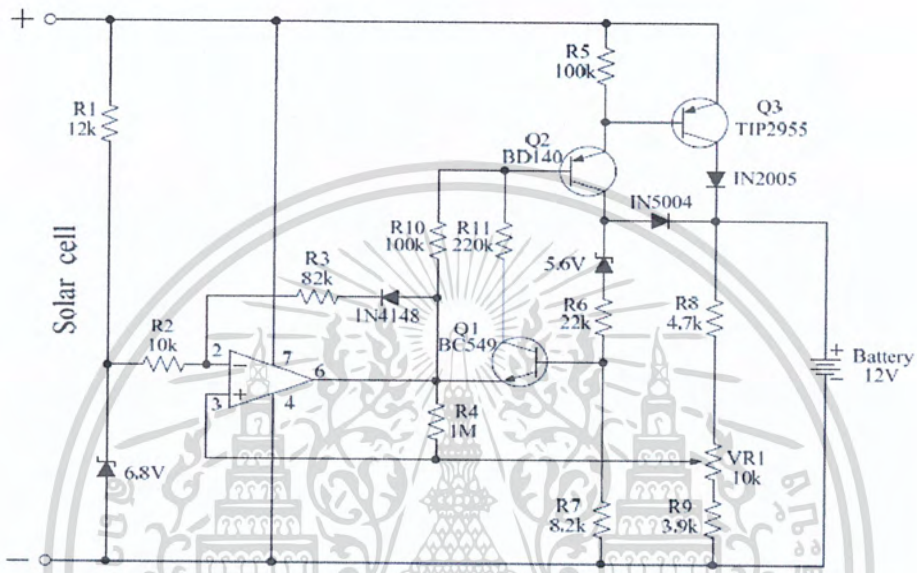 +
R1
12k
Solar cell
R2
10k
6.8V
R3
82k
1N4148
2
3
7
4
6
R10
100k
R11
220k
Q1
BC549
R4
1M
R5
100k
Q2
BD140
Q3
TIP2955
IN2005
IN5004
5.6V
R6
22k
R7
8.2k
R8
4.7k
VR1
10k
R9
3.9k
+
Battery
12V
−